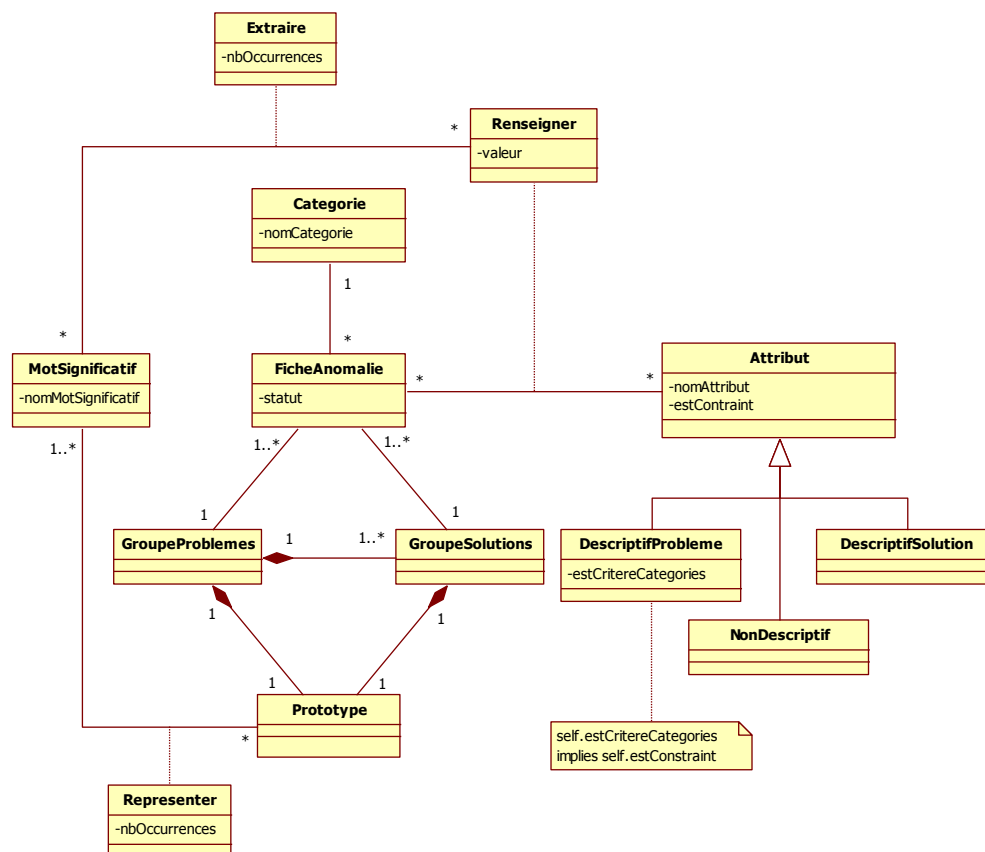 Extraire
-nbOccurrences
*
Renseigner
-valeur
Categorie
-nomCategorie
1
*
*
MotSignificatif
-nomMotSignificatif
FicheAnomalie
-statut
*
*
Attribut
-nomAttribut
-estContraint
1..*
1..*
1..*
1
1
GroupeProblemes
1
1..*
GroupeSolutions
DescriptifProbleme
-estCritereCategories
DescriptifSolution
1
1
NonDescriptif
1
1
Prototype
*
self.estCritereCategories
implies self.estConstraint
Representer
-nbOccurrences